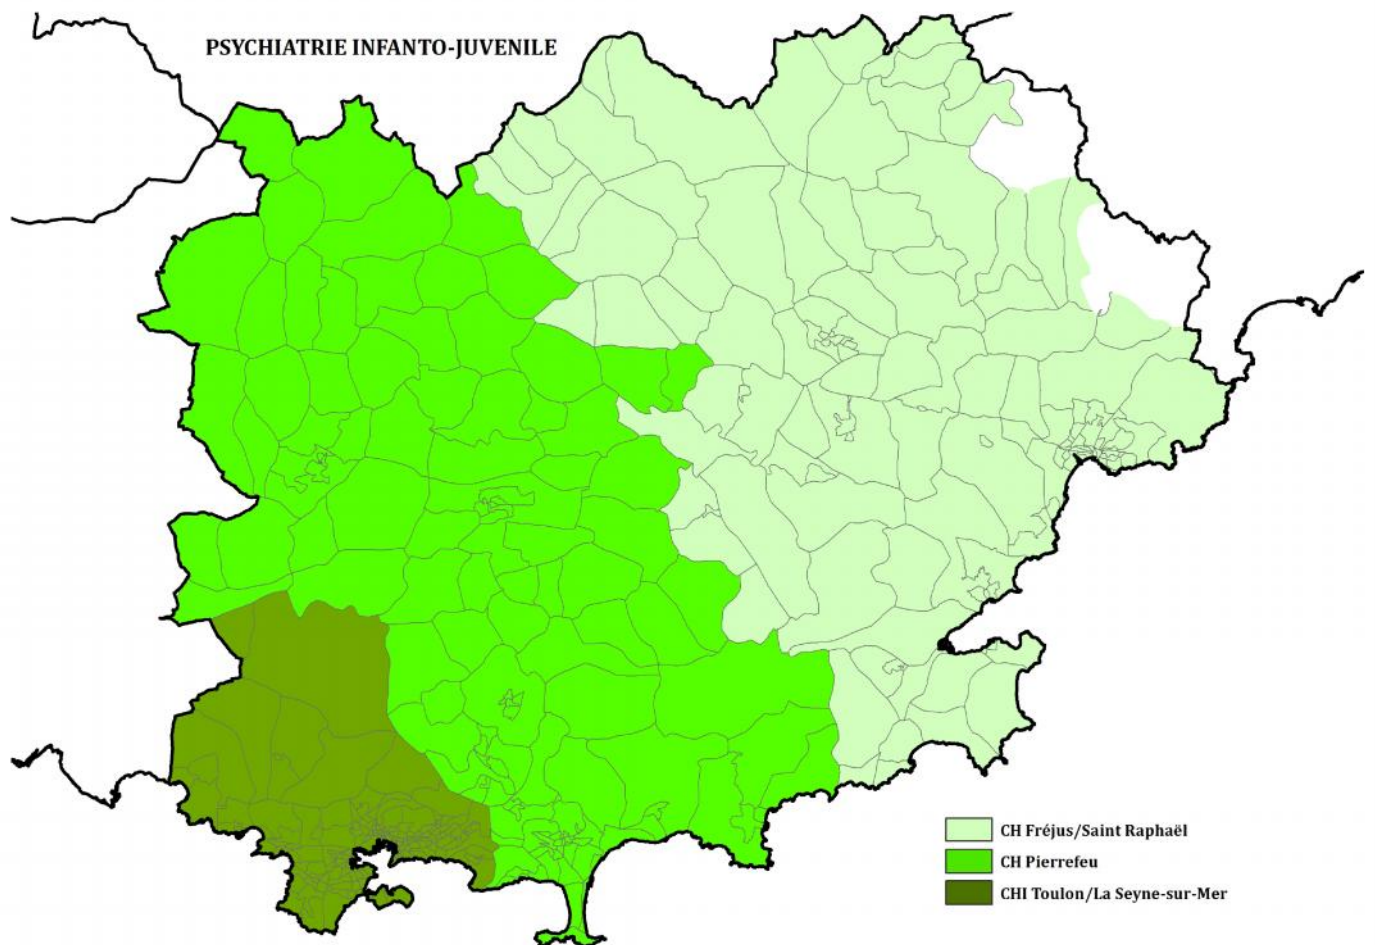 PSYCHIATRIE INFANTO-JUVENILE
CH Fréjus/Saint Raphaël
CH Pierrefeu
CHI Toulon/La Seyne-sur-Mer